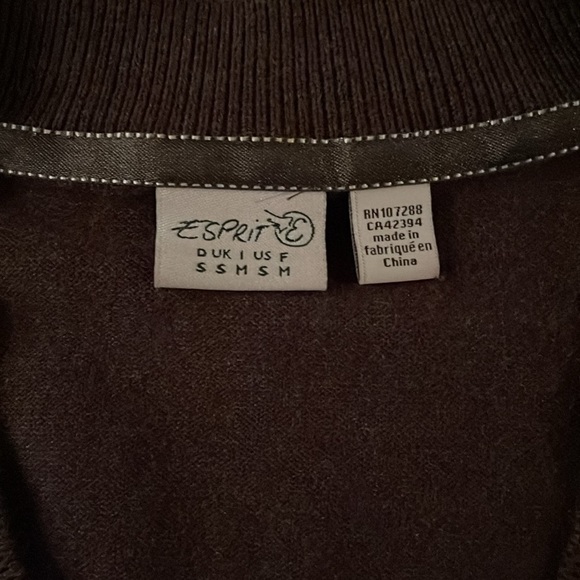 ESPRIT E
D UK I US F
S S M S M
RN107288
CA42394
made in
fabriqué en
China